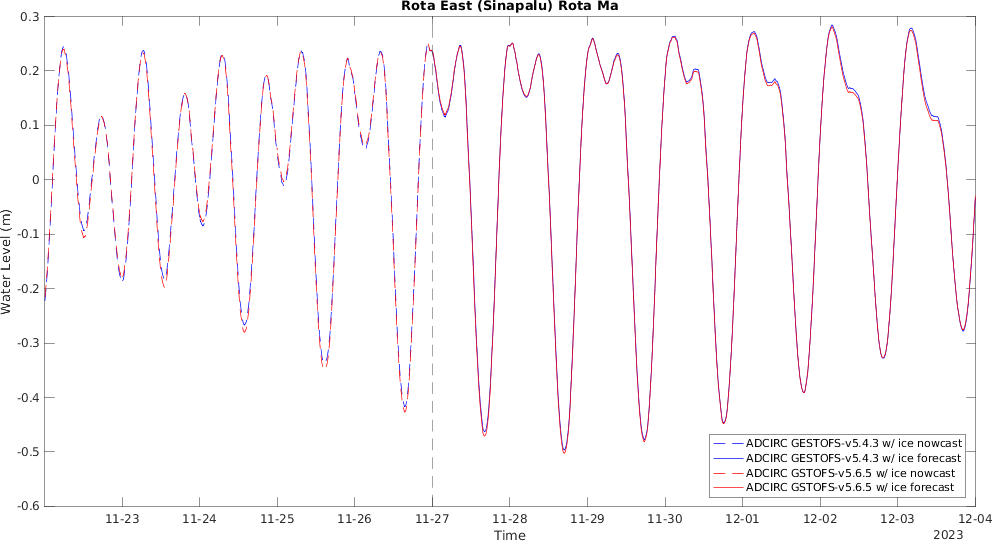 Rota East (Sinapalu) Rota Ma
0.3
0.2
0.1
0
-0.1
-0.2
-0.3
-0.4
-0.5
-0.6
Water Level (m)
ADCIRC GESTOFS-v5.4.3 w/ ice nowcast
ADCIRC GESTOFS-v5.4.3 w/ ice forecast
ADCIRC GSTOFS-v5.6.5 w/ ice nowcast
ADCIRC GSTOFS-v5.6.5 w/ ice forecast
11-23 11-24 11-25 11-26 11-27 11-28 11-29 11-30 12-01 12-02 12-03 12-04
Time
2023